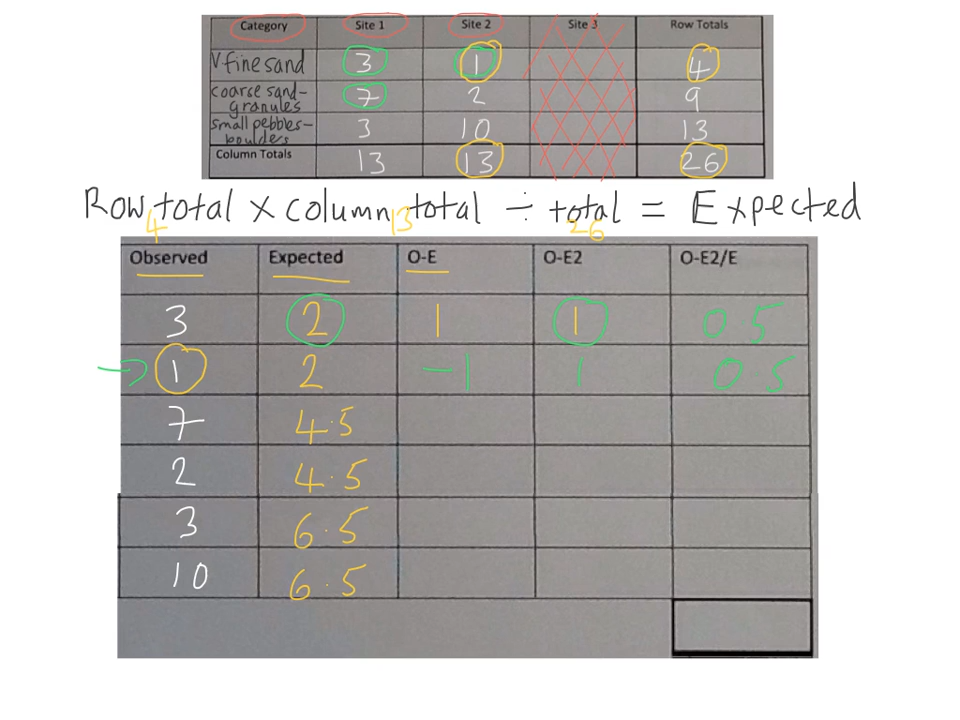 Category Site 1 Site 2 Site 3 Row Totals
V fine sand 3 1 4
coarse sand- granules 7 2 9
small pebbles- boulders 3 10 13
Column Totals 13 13 26
Row total × column total ÷ total = Expected
4 13 26
Observed Expected O-E O-E2 O-E2/E
3 2 1 1 0.5
→ 1 2 -1 1 0.5
7 4.5
2 4.5
3 6.5
10 6.5